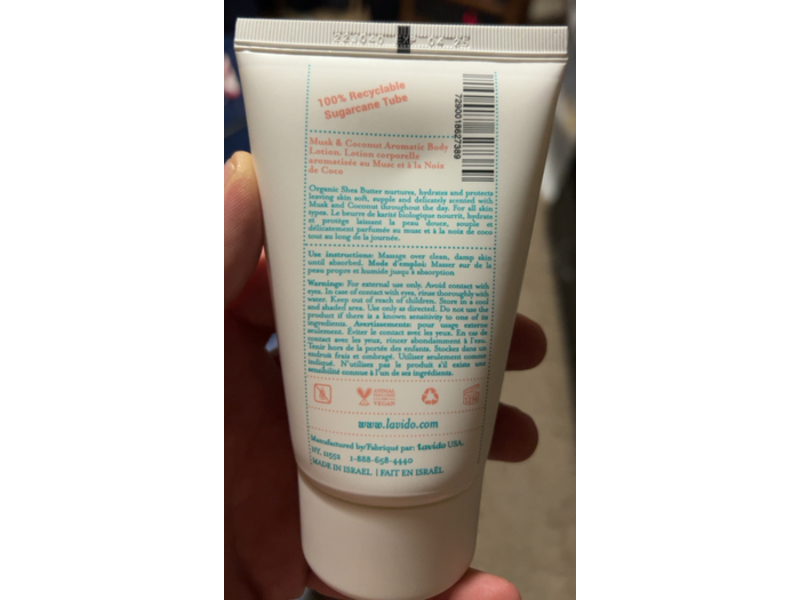 100% Recyclable
Sugarcane Tube
7290018627389
Musk & Coconut Aromatic Body
Lotion. Lotion corporelle
aromatisée au Musc et à la Noix
de Coco
Organic Shea Butter nurtures, hydrates and protects
leaving skin soft, supple and delicately scented with
Musk and Coconut throughout the day. For all skin
types. Le beurre de karité biologique nourrit, hydrate
et protège laissant la peau douce, souple et
délicatement parfumée au musc et à la noix de coco
tout au long de la journée.
Use instructions: Massage over clean, damp skin
until absorbed. Mode d'emploi: Masser sur de la
peau propre et humide jusqu'à absorption
Warnings: For external use only. Avoid contact with
eyes. In case of contact with eyes, rinse thoroughly with
water. Keep out of reach of children. Store in a cool
and shaded area. Use only as directed. Do not use the
product if there is a known sensitivity to one of its
ingredients. Avertissements: pour usage externe
seulement. Éviter le contact avec les yeux. En cas de
contact avec les yeux, rincer abondamment à l'eau.
Tenir hors de la portée des enfants. Stockez dans un
endroit frais et ombragé. Utiliser seulement comme
indiqué. N'utilisez pas le produit s'il existe une
sensibilité connue à l'un de ses ingrédients.
VEGAN
www.lavido.com
Manufactured by/Fabriqué par: Lavido USA.
NY, 11552 1-888-658-4440
MADE IN ISRAEL | FAIT EN ISRAËL